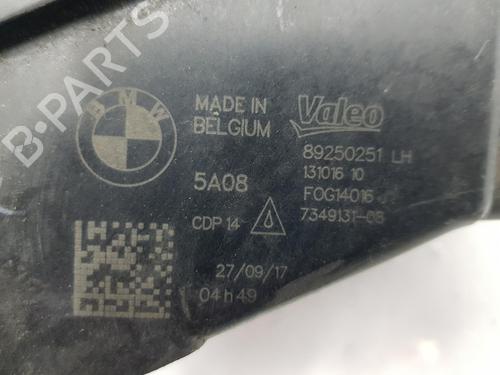 BMW
MADE IN
BELGIUM
Valeo
89250251 LH
131016 10
5A08
FOG14016
CDP 14
7349131-08
27/09/17
04h49
B-PARTS